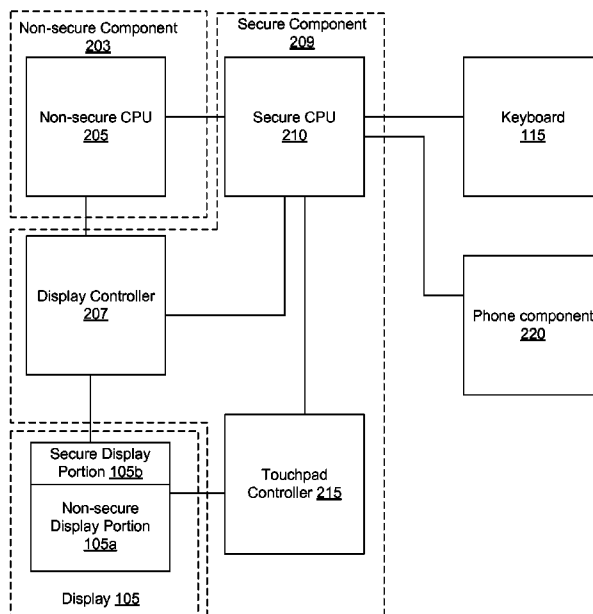 Non-secure Component
203
Secure Component
209
Non-secure CPU
205
Secure CPU
210
Keyboard
115
Display Controller
207
Phone component
220
Secure Display
Portion 105b
Non-secure
Display Portion
105a
Touchpad
Controller 215
Display 105